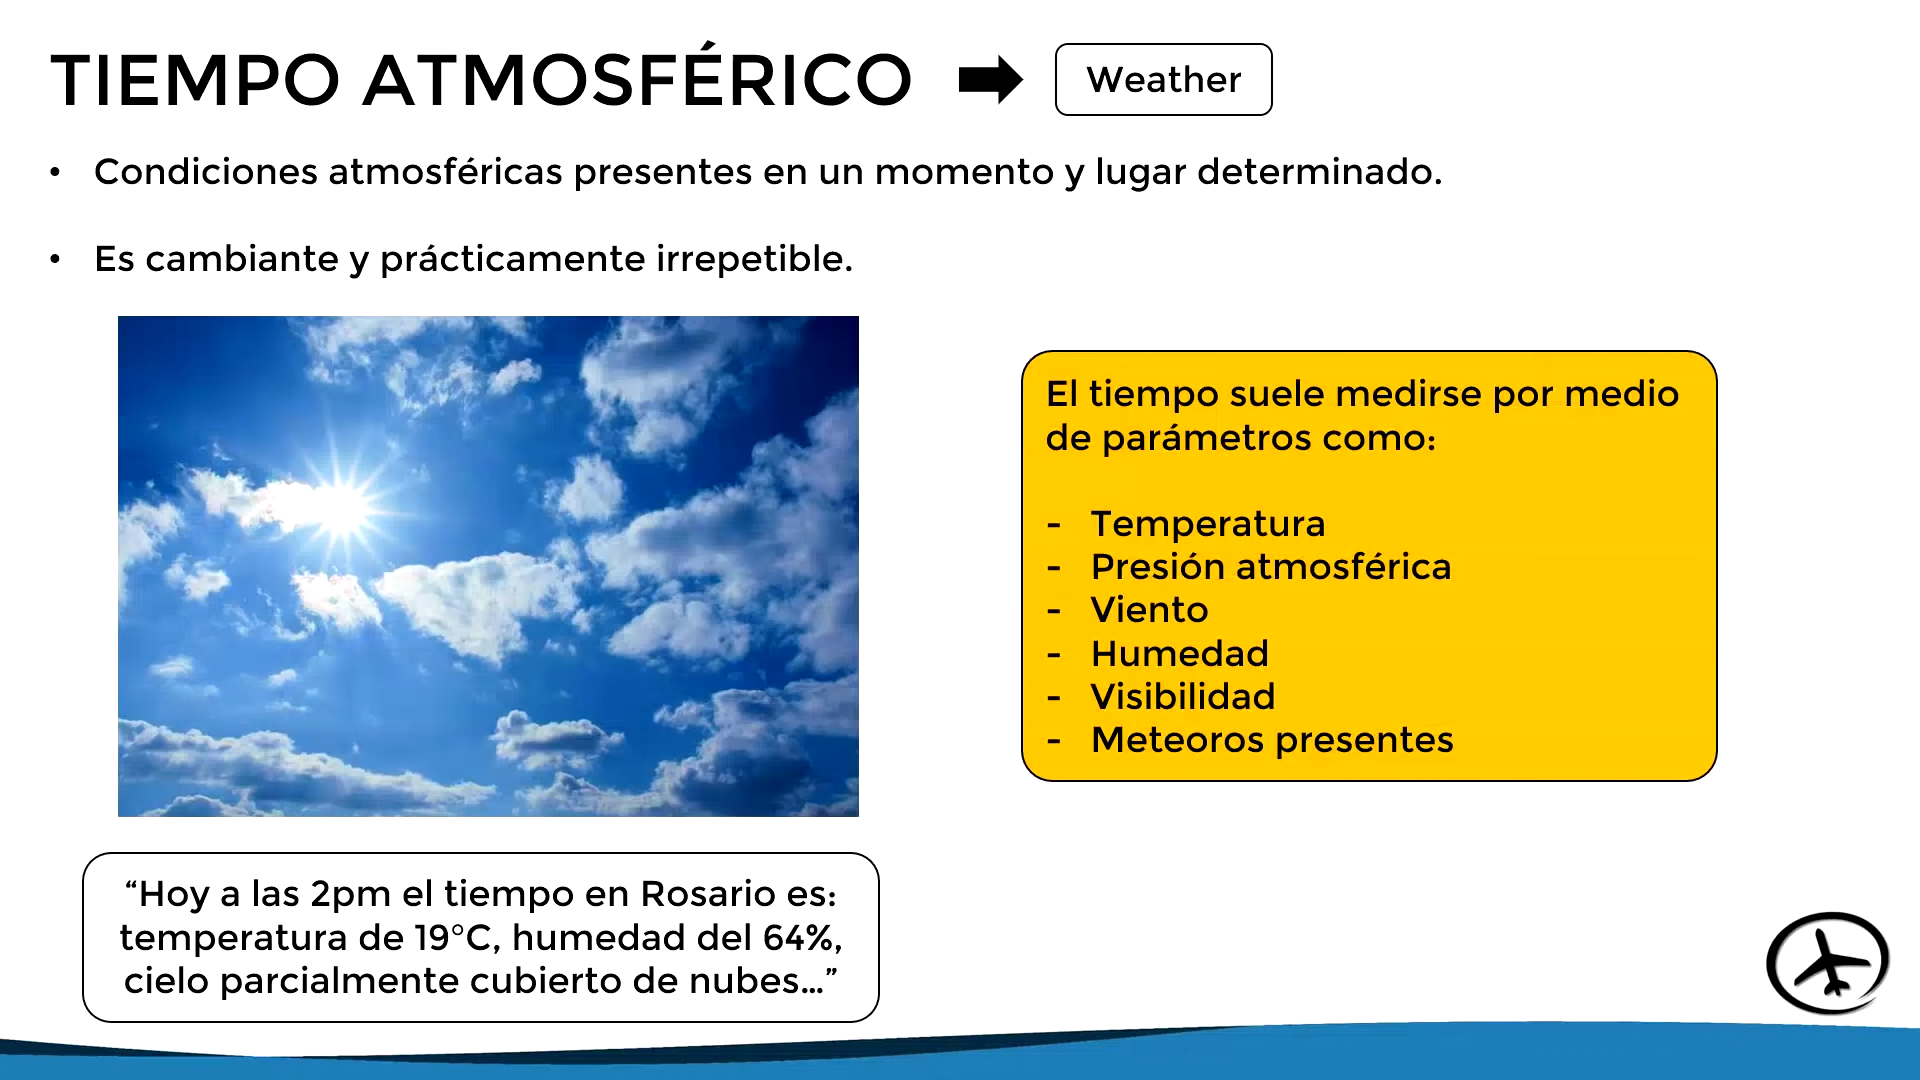 TIEMPO ATMOSFÉRICO
Weather
• Condiciones atmosféricas presentes en un momento y lugar determinado.
• Es cambiante y prácticamente irrepetible.
El tiempo suele medirse por medio
de parámetros como:
- Temperatura
- Presión atmosférica
- Viento
- Humedad
- Visibilidad
- Meteoros presentes
“Hoy a las 2pm el tiempo en Rosario es:
temperatura de 19°C, humedad del 64%,
cielo parcialmente cubierto de nubes…”